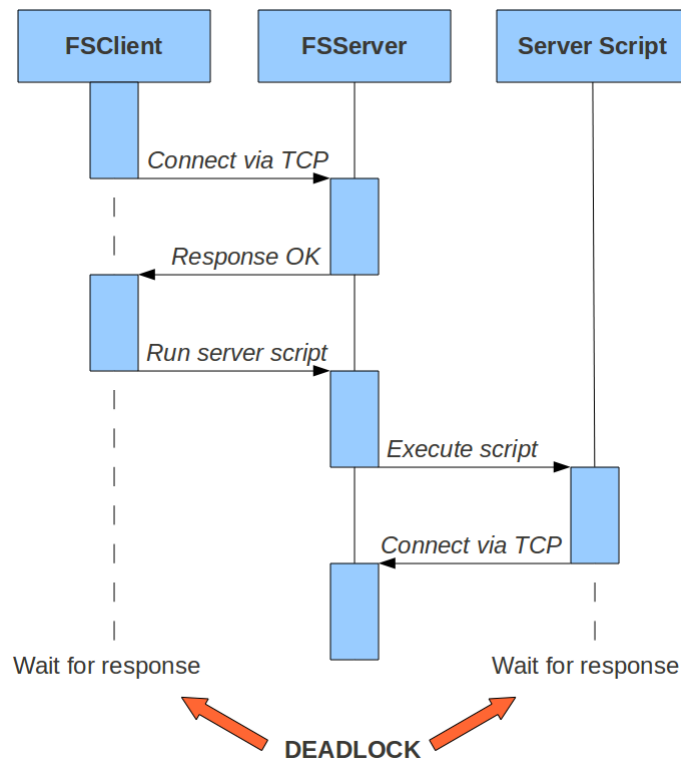 FSClient
FSServer
Server Script
Connect via TCP
Response OK
Run server script
Execute script
Connect via TCP
Wait for response
Wait for response
DEADLOCK